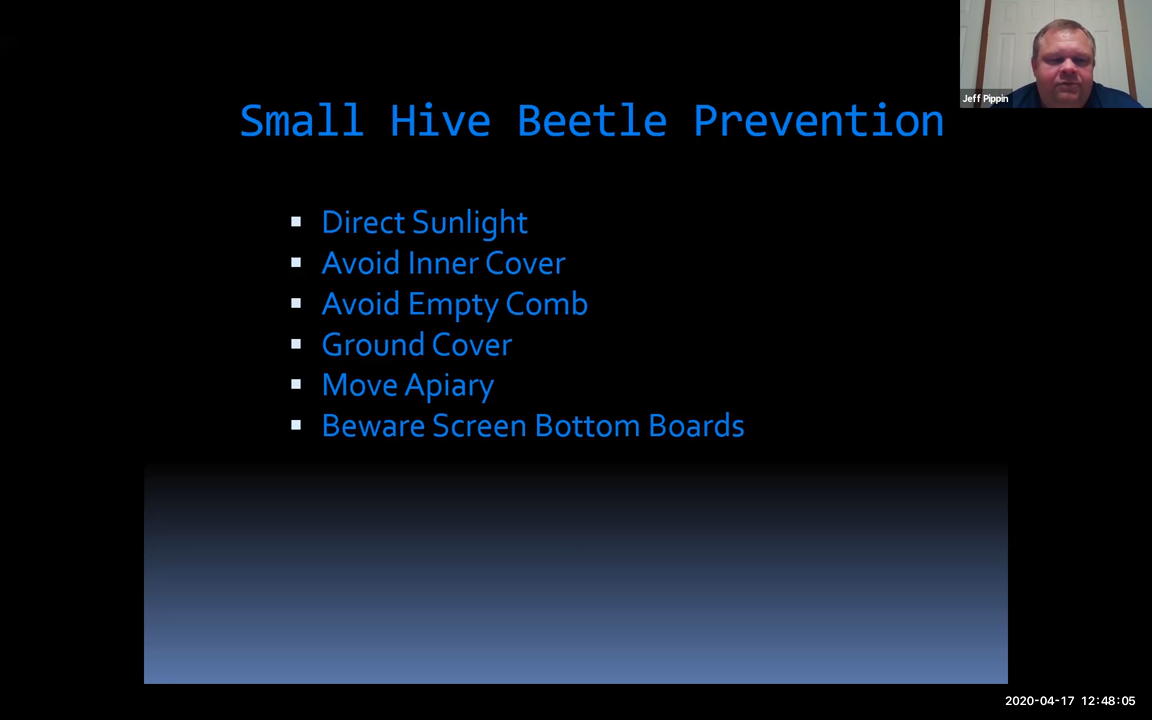 Jeff Pippin
Small Hive Beetle Prevention
Direct Sunlight
Avoid Inner Cover
Avoid Empty Comb
Ground Cover
Move Apiary
Beware Screen Bottom Boards
2020-04-17 12:48:05